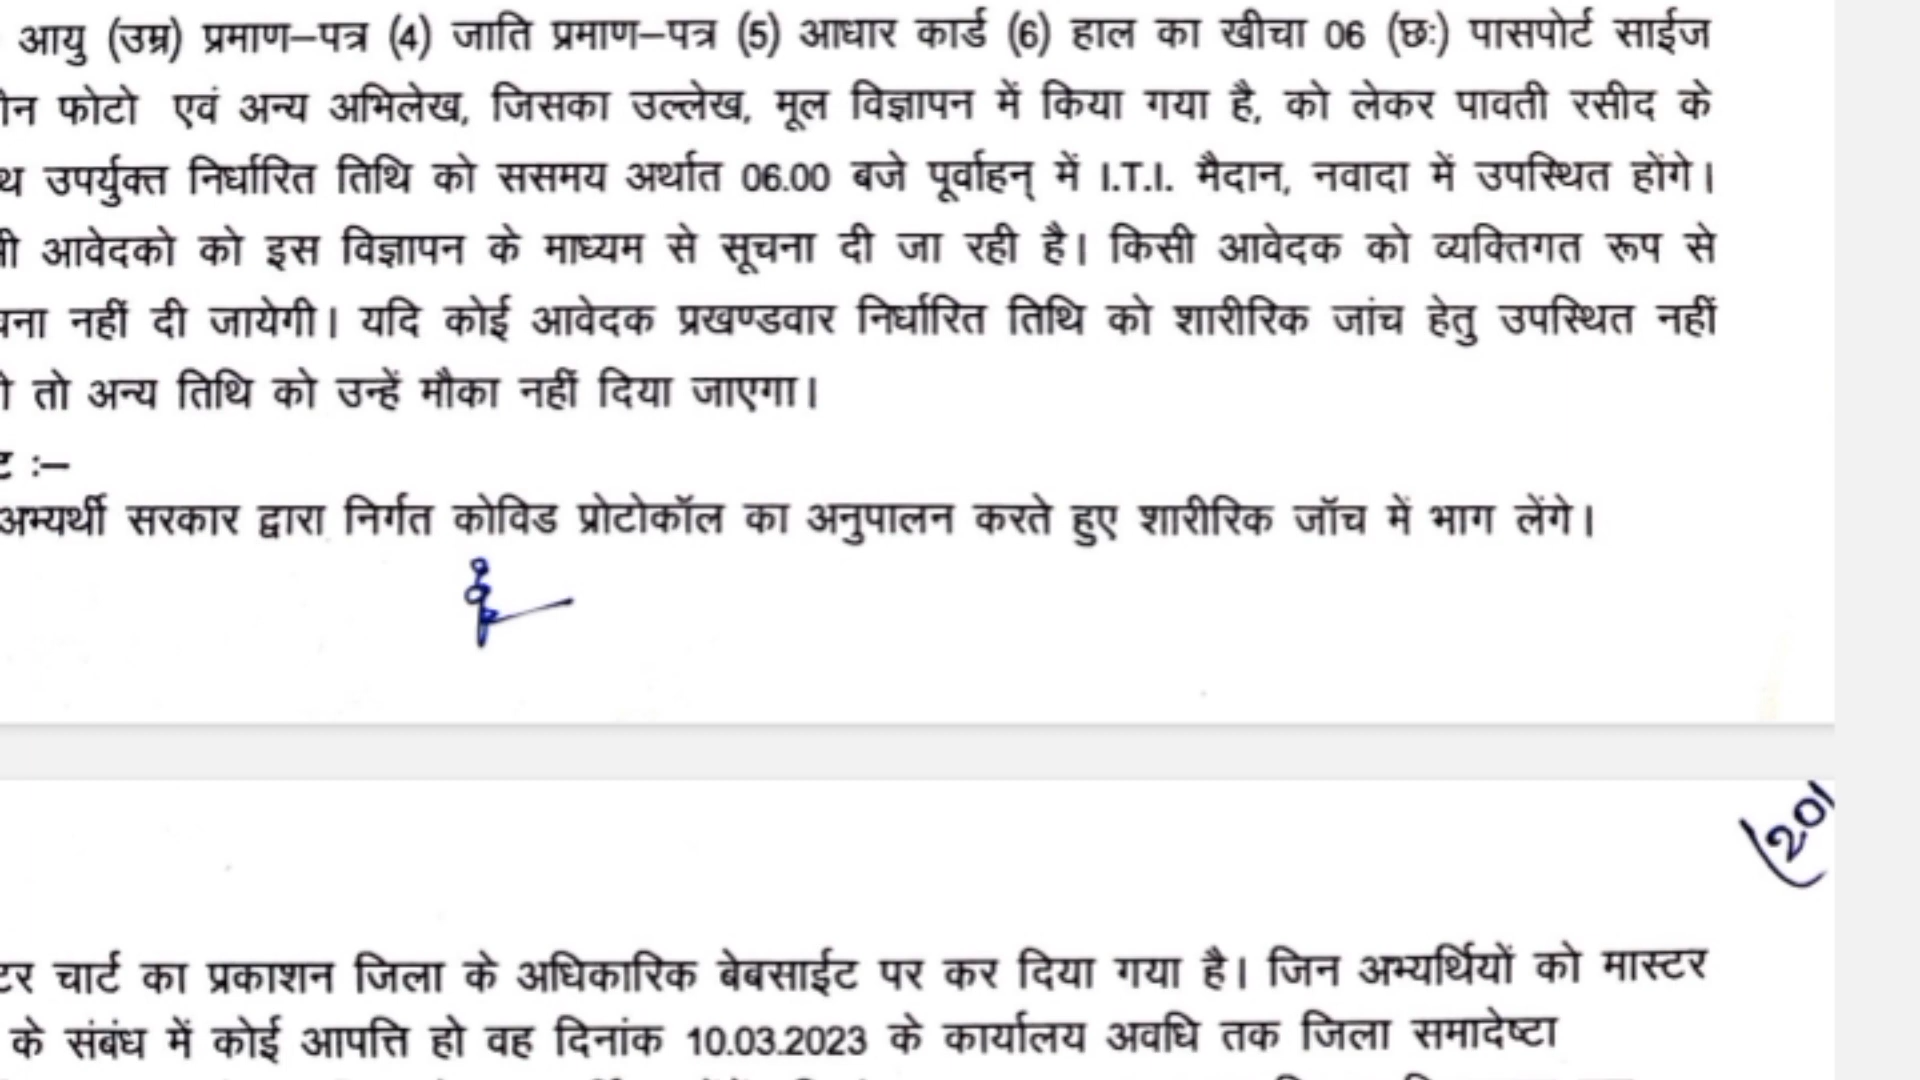 आयु (उम्र) प्रमाण–पत्र (4) जाति प्रमाण–पत्र (5) आधार कार्ड (6) हाल का खीचा 06 (छः) पासपोर्ट साईज
फोटो एवं अन्य अभिलेख, जिसका उल्लेख, मूल विज्ञापन में किया गया है, को लेकर पावती रसीद के
उपर्युक्त निर्धारित तिथि को ससमय अर्थात 06.00 बजे पूर्वाहन् में I.T.I. मैदान, नवादा में उपस्थित होंगे।
आवेदको को इस विज्ञापन के माध्यम से सूचना दी जा रही है। किसी आवेदक को व्यक्तिगत रूप से
नहीं दी जायेगी। यदि कोई आवेदक प्रखण्डवार निर्धारित तिथि को शारीरिक जांच हेतु उपस्थित नहीं
तो अन्य तिथि को उन्हें मौका नहीं दिया जाएगा।
:–
अभ्यर्थी सरकार द्वारा निर्गत कोविड प्रोटोकॉल का अनुपालन करते हुए शारीरिक जॉच में भाग लेंगे।
201
चार्ट का प्रकाशन जिला के अधिकारिक बेबसाईट पर कर दिया गया है। जिन अभ्यर्थियों को मास्टर
के संबंध में कोई आपत्ति हो वह दिनांक 10.03.2023 के कार्यालय अवधि तक जिला समादेष्टा